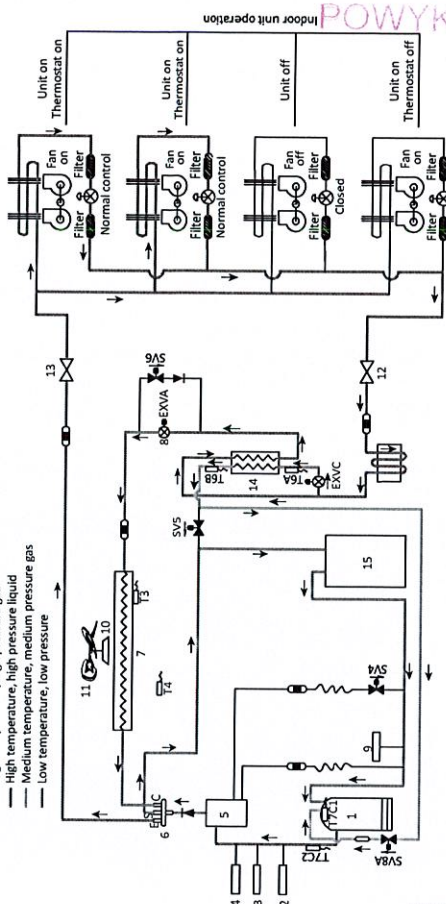 POWYK
Indoor unit operation
Unit on
Thermostat on
Unit on
Thermostat on
Unit off
Unit on
Thermostat on
Fan
on
Filter
Filter
Normal control
Fan
on
Filter
Filter
Normal control
Fan
off
Filter
Filter
Closed
Fan
on
Filter
Filter
High temperature, high pressure liquid
Medium temperature, medium pressure gas
Low temperature, low pressure
13
12
SV6
8
EXVA
T6B
14
T6A
EXVC
SV5
11
10
7
T3
T4
15
SV4
9
6
E
S
C
5
T7C1
1
T7C2
SV8A
4
3
2